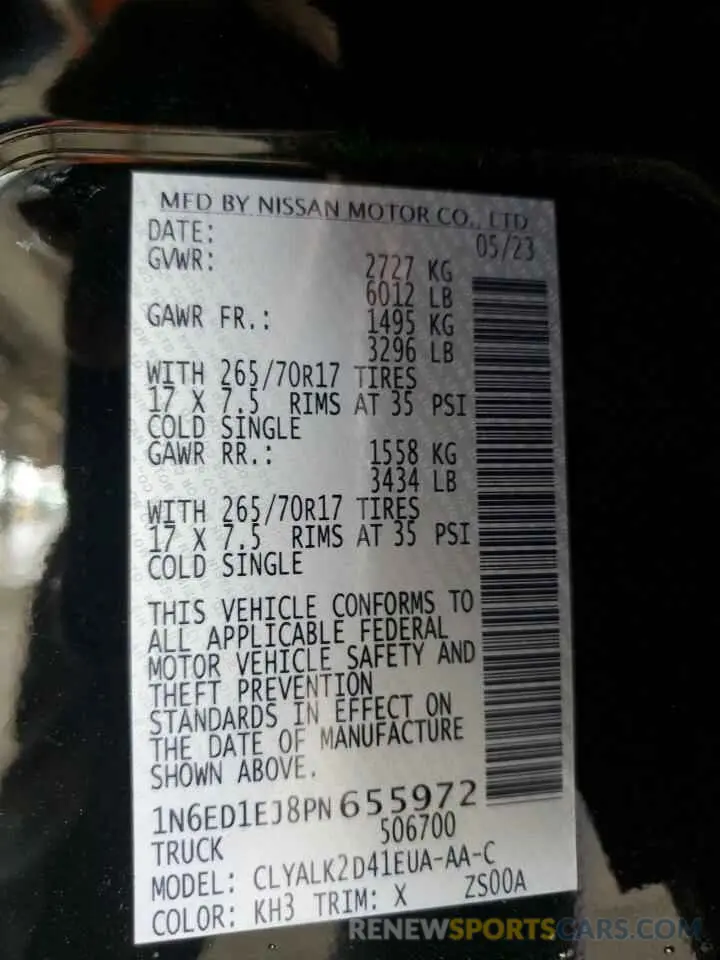 MFD BY NISSAN MOTOR CO., LTD
DATE: 05/23
GVWR: 2727 KG
6012 LB
GAWR FR.: 1495 KG
3296 LB
WITH 265/70R17 TIRES
17 X 7.5 RIMS AT 35 PSI
COLD SINGLE
GAWR RR.: 1558 KG
3434 LB
WITH 265/70R17 TIRES
17 X 7.5 RIMS AT 35 PSI
COLD SINGLE
THIS VEHICLE CONFORMS TO
ALL APPLICABLE FEDERAL
MOTOR VEHICLE SAFETY AND
THEFT PREVENTION
STANDARDS IN EFFECT ON
THE DATE OF MANUFACTURE
SHOWN ABOVE.
1N6ED1EJ8PN 655972
506700
TRUCK
MODEL: CLYALK2D41EUA-AA-C
COLOR: KH3 TRIM: X ZS00A
RENEWSPORTSCARS.COM